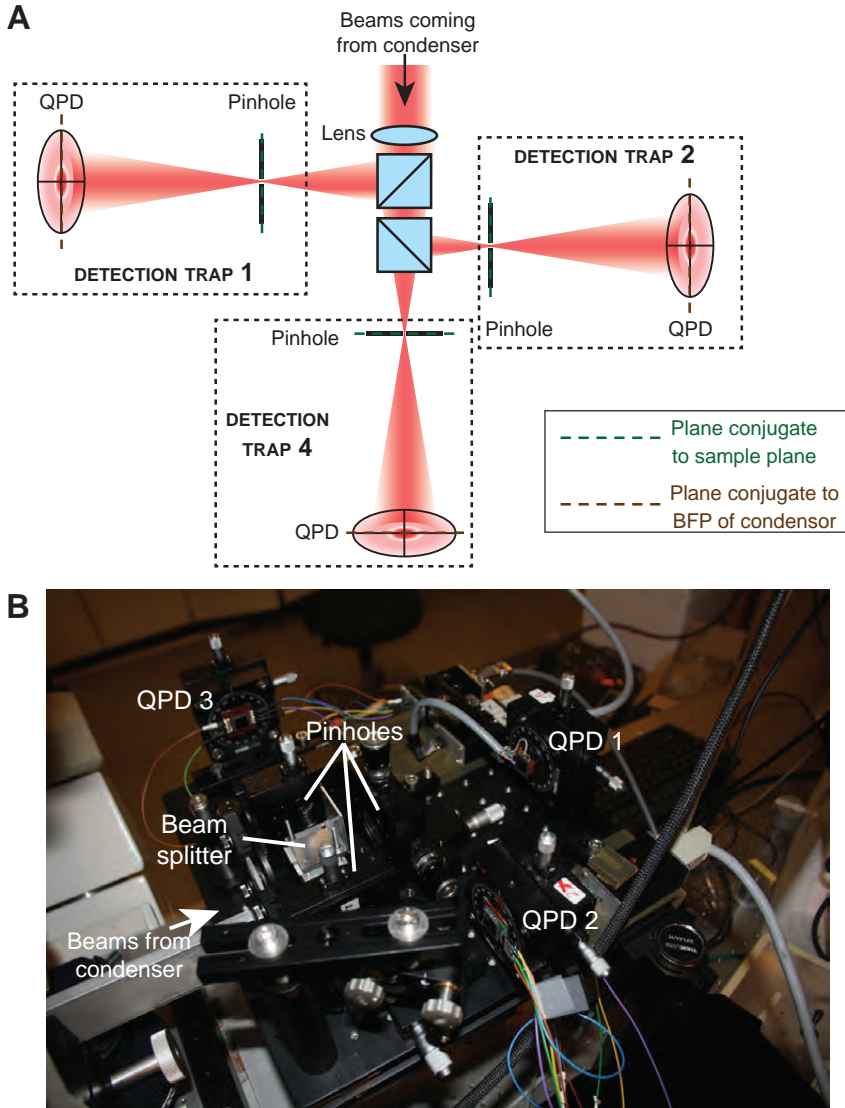 A
Beams coming
from condenser
QPD
Pinhole
Lens
DETECTION TRAP 1
DETECTION TRAP 2
Pinhole
QPD
Pinhole
DETECTION
TRAP 4
QPD
Plane conjugate
to sample plane
Plane conjugate to
BFP of condensor
B
QPD 3
Pinholes
QPD 1
Beam
splitter
QPD 2
Beams from
condenser